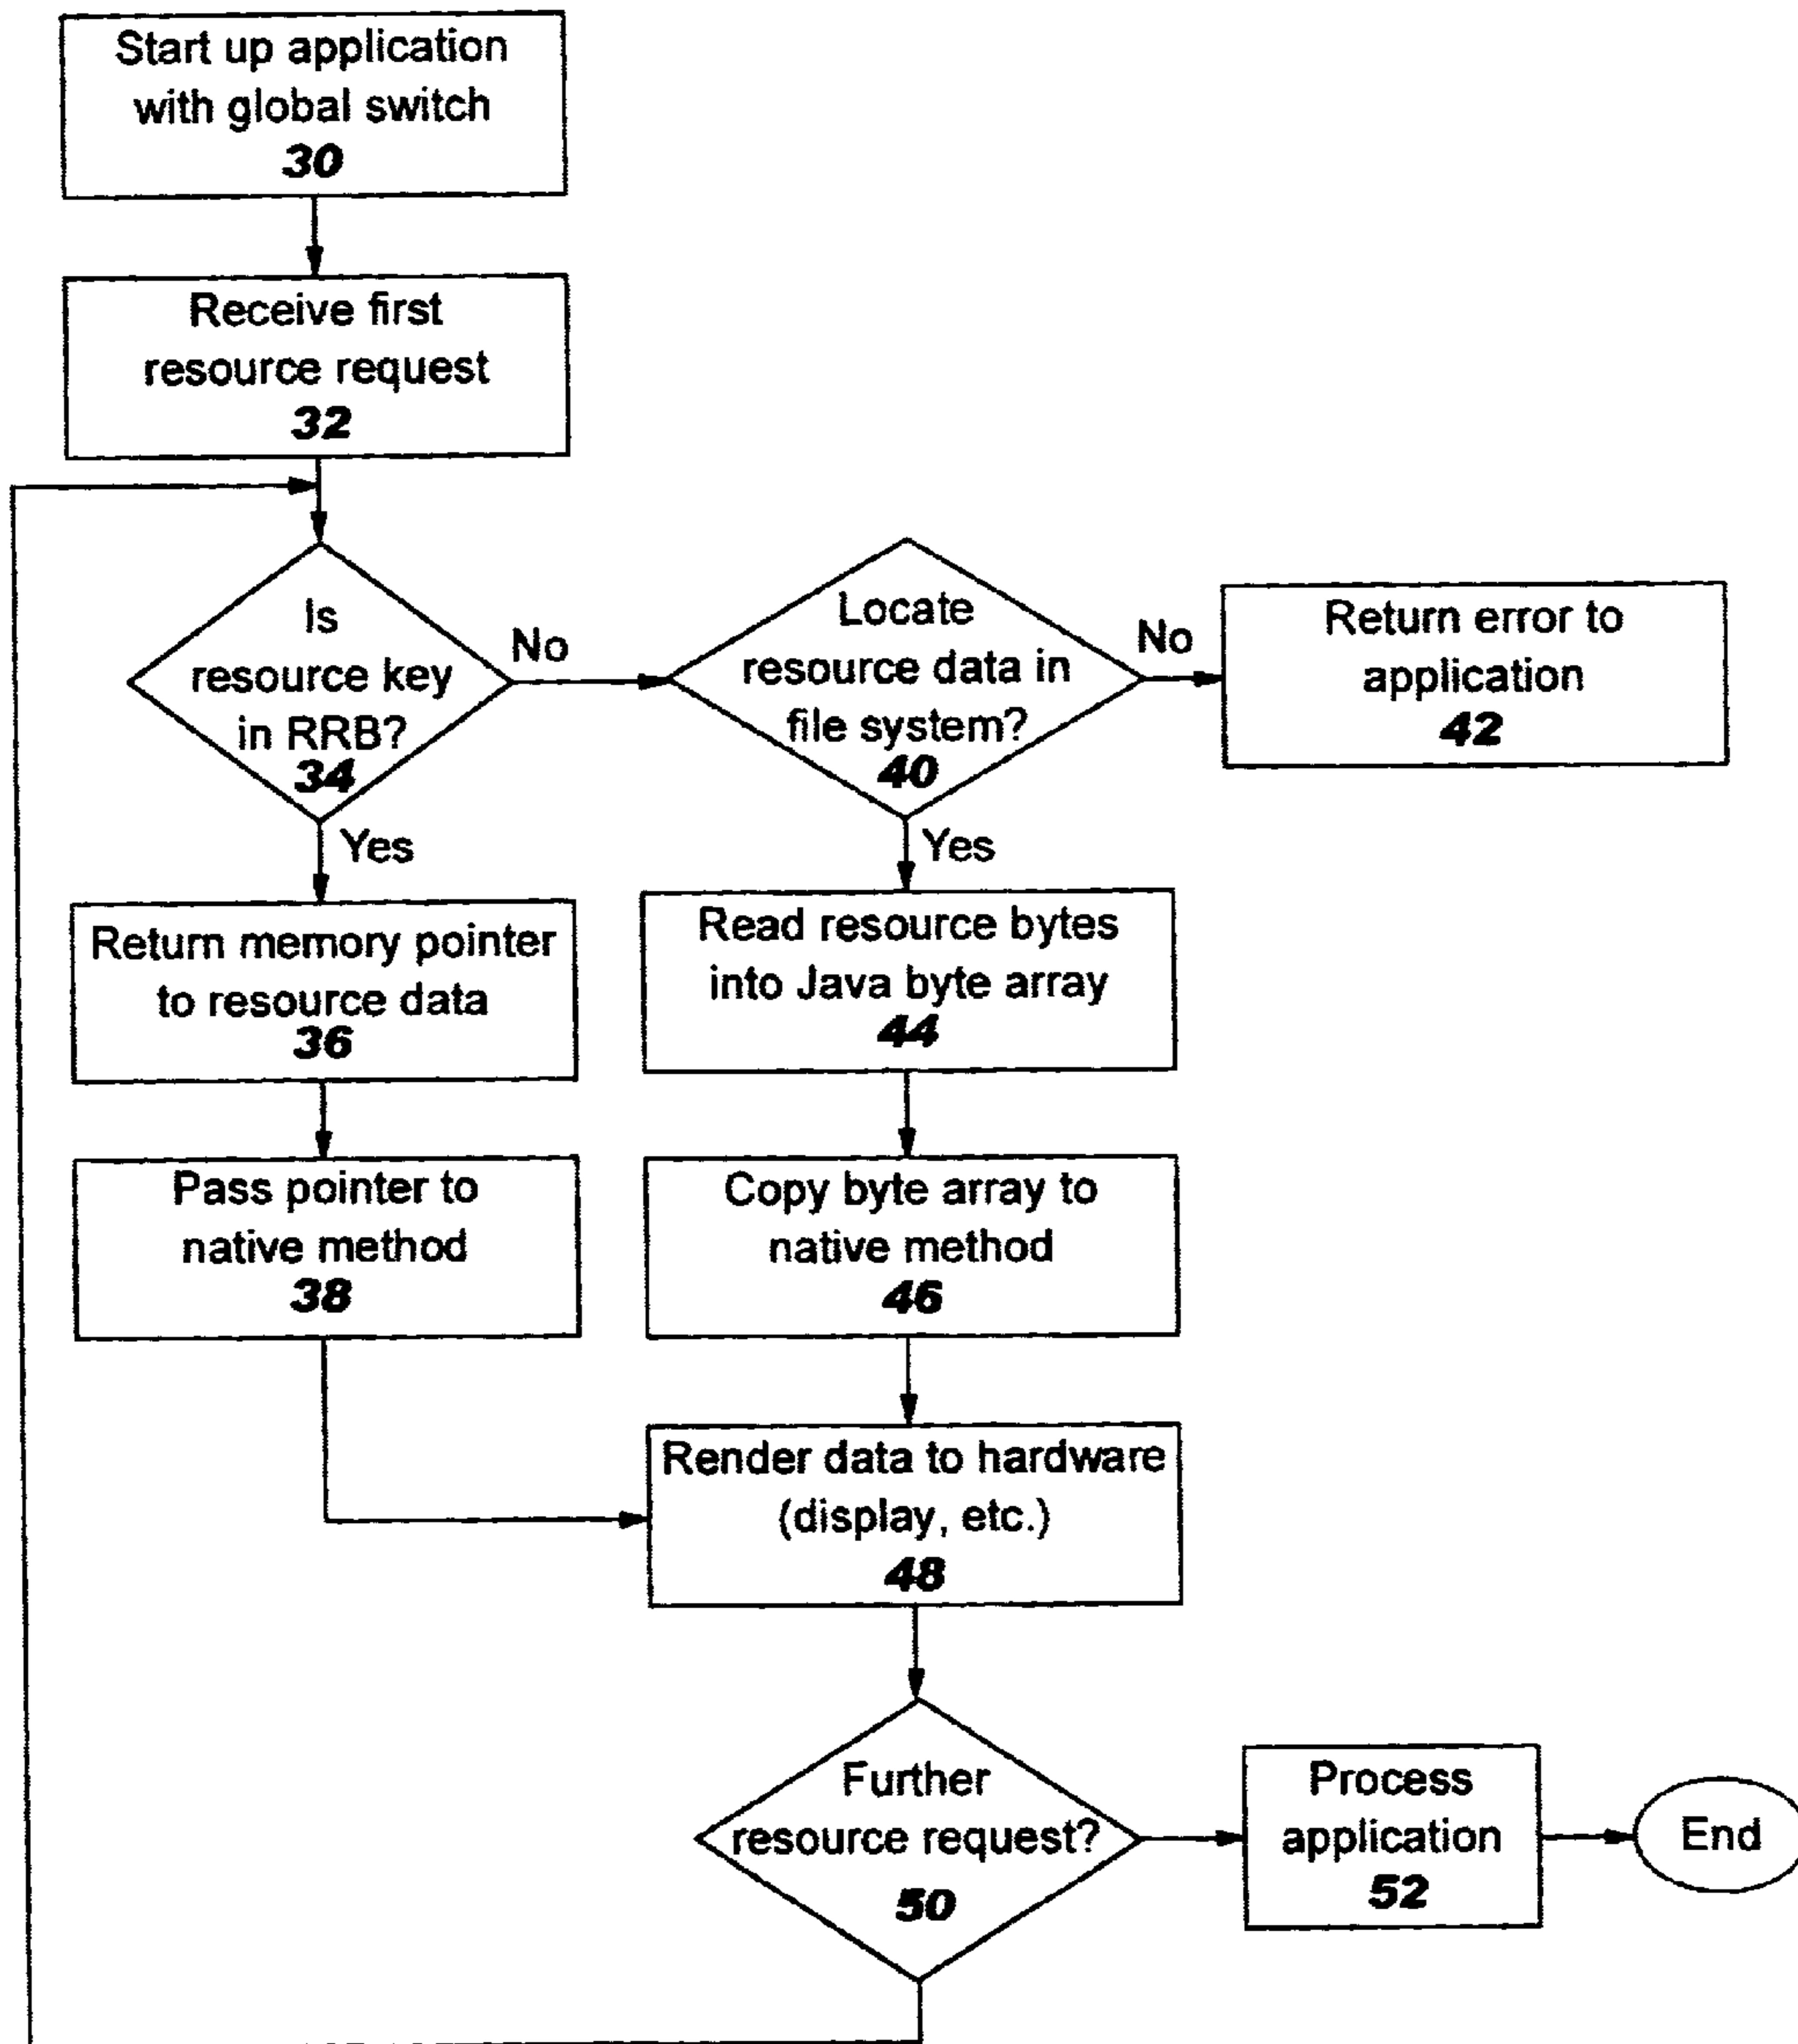 Start up application
with global switch
30
Receive first
resource request
32
Is
resource key
in RRB?
34
No
Locate
resource data in
file system?
40
No
Return error to
application
42
Yes
Yes
Return memory pointer
to resource data
36
Read resource bytes
into Java byte array
44
Pass pointer to
native method
38
Copy byte array to
native method
46
Render data to hardware
(display, etc.)
48
Further
resource request?
50
Process
application
52
End